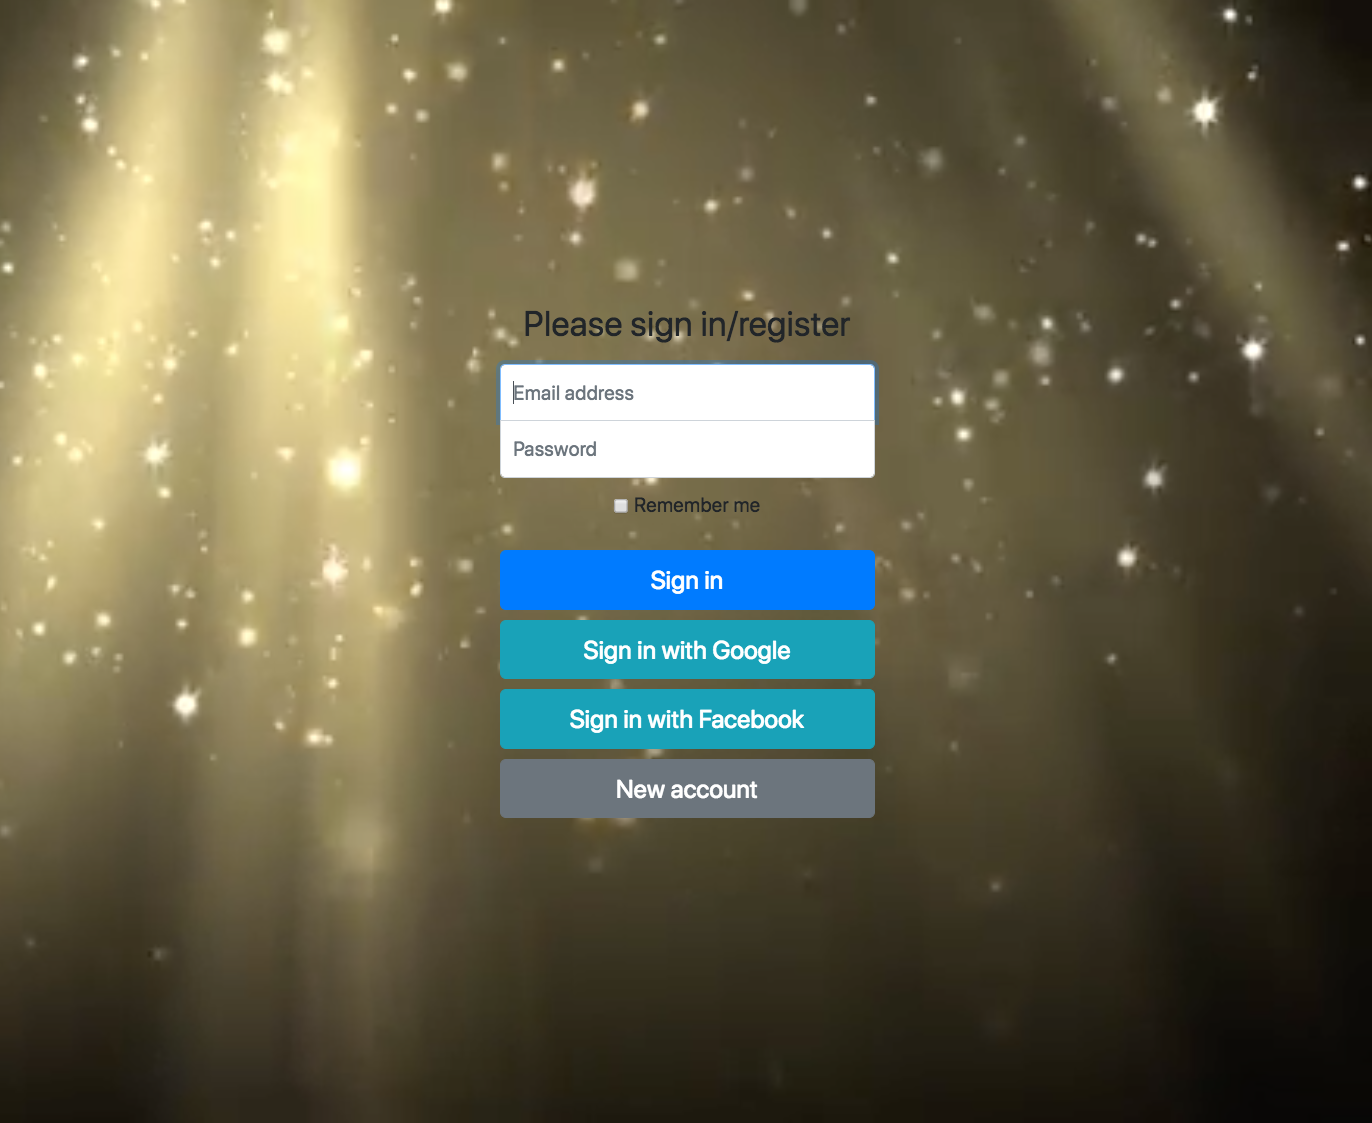 Please sign in/register
Email address
Password
Remember me
Sign in
Sign in with Google
Sign in with Facebook
New account